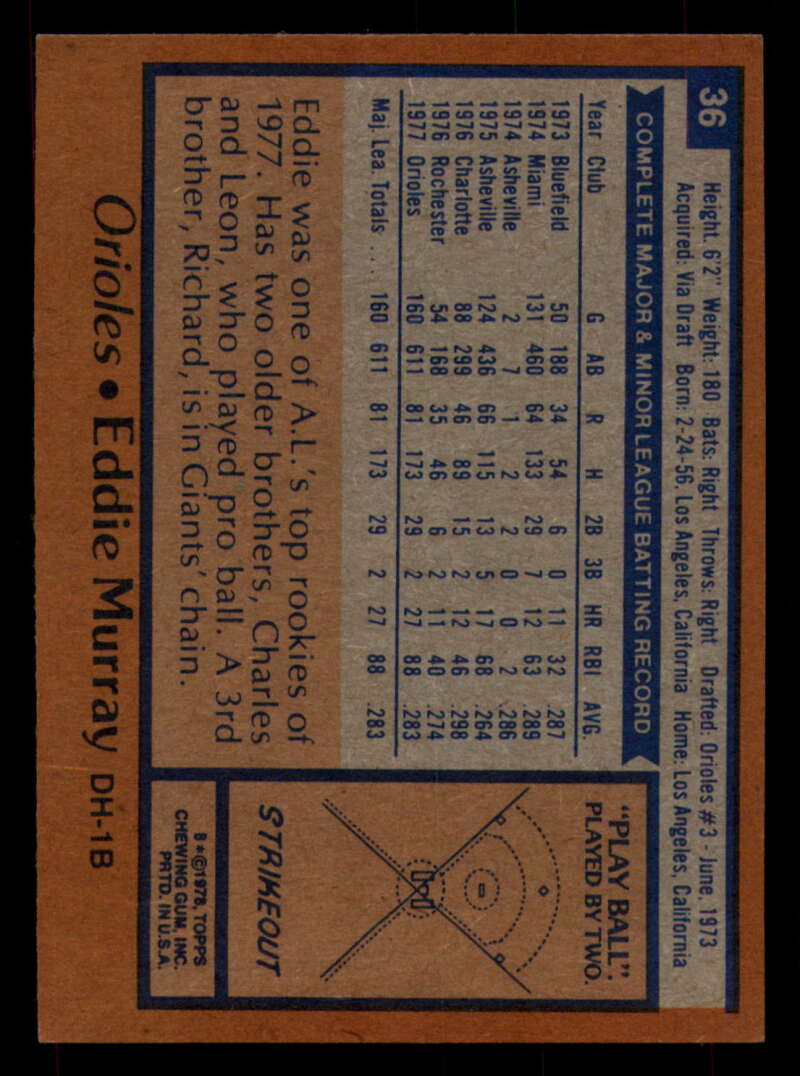 36
Height. 6'2" Weight: 180 Bats: Right Throws: Right Drafted: Orioles #3 - June, 1973
Acquired: Via Draft Born: 2-24-56, Los Angeles, California Home: Los Angeles, California
COMPLETE MAJOR & MINOR LEAGUE BATTING RECORD
Year Club G AB R H 2B 3B HR RBI AVG.
1973 Bluefield 50 188 34 54 6 0 11 32 .287
1974 Miami 131 460 64 133 29 7 12 63 .289
1974 Asheville 2 7 1 2 2 0 0 2 .286
1975 Asheville 124 436 66 115 13 5 17 68 .264
1976 Charlotte 88 299 46 89 15 2 12 46 .298
1976 Rochester 54 168 35 46 6 2 11 40 .274
1977 Orioles 160 611 81 173 29 2 27 88 .283
Maj. Lea. Totals .... 160 611 81 173 29 2 27 88 .283
Eddie was one of A.L.'s top rookies of
1977. Has two older brothers, Charles
and Leon, who played pro ball. A 3rd
brother, Richard, is in Giants' chain.
"PLAY BALL":
PLAYED BY TWO.
STRIKEOUT
B*©1978, TOPPS
CHEWING GUM, INC.
PRTD. IN U.S.A.
Orioles • Eddie Murray DH-1B